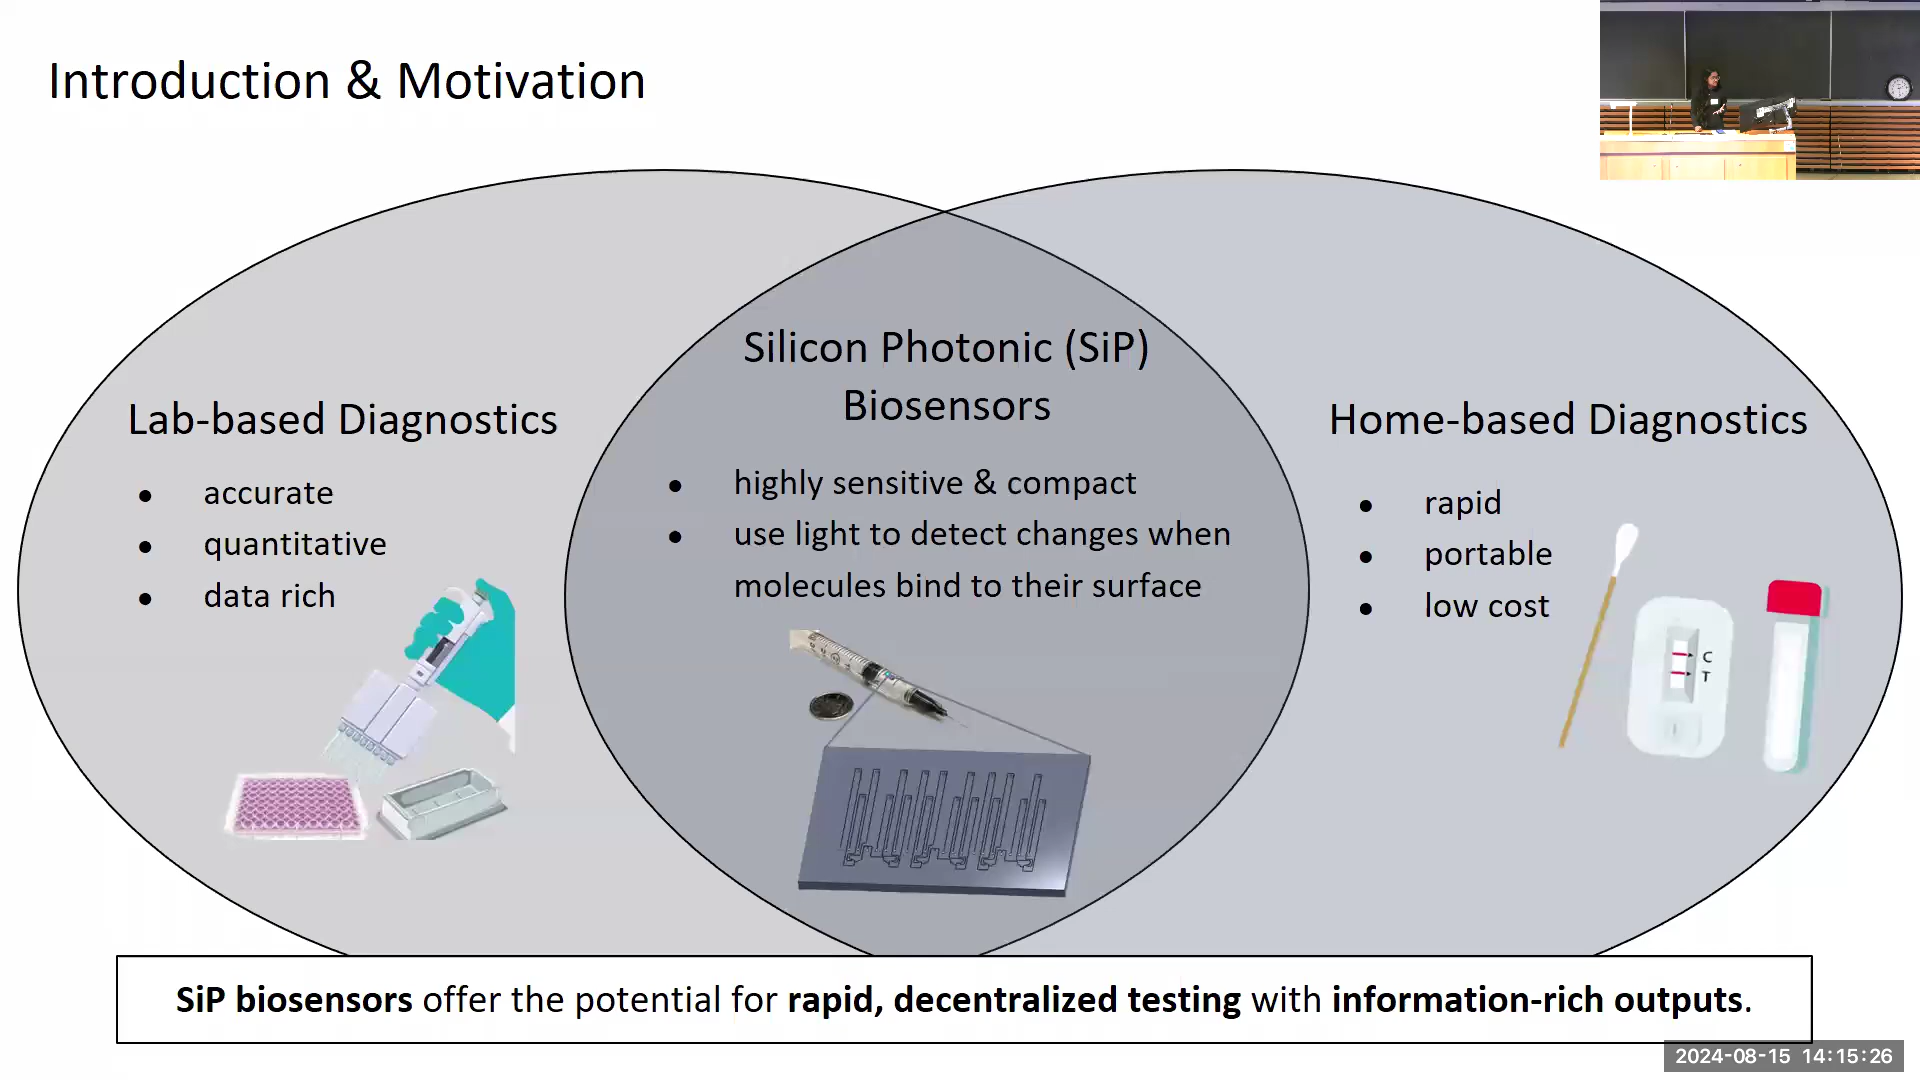 Introduction & Motivation
Silicon Photonic (SiP)
Biosensors
• highly sensitive & compact
• use light to detect changes when
molecules bind to their surface
Lab-based Diagnostics
• accurate
• quantitative
• data rich
Home-based Diagnostics
• rapid
• portable
• low cost
C
T
SiP biosensors offer the potential for rapid, decentralized testing with information-rich outputs.
2024-08-15 14:15:26